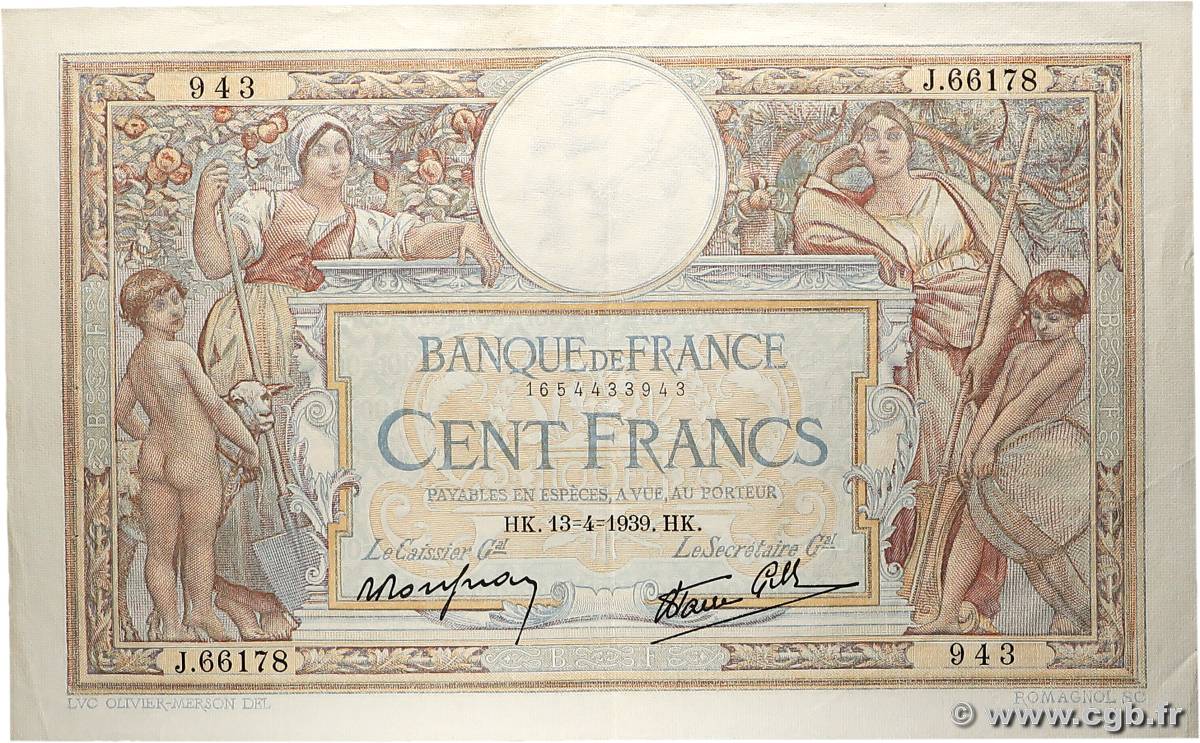 943 J.66178
BANQUE DE FRANCE
1654433943
CENT FRANCS
PAYABLES EN ESPÈCES, A VUE, AU PORTEUR
HK. 13=4=1939. HK.
Le Caissier Gal Le Secrétaire Gal
J.66178 B F 943
B F
B F
LVC OLIVIER-MERSON DEL ROMAGNOL SC
© www.cgb.fr